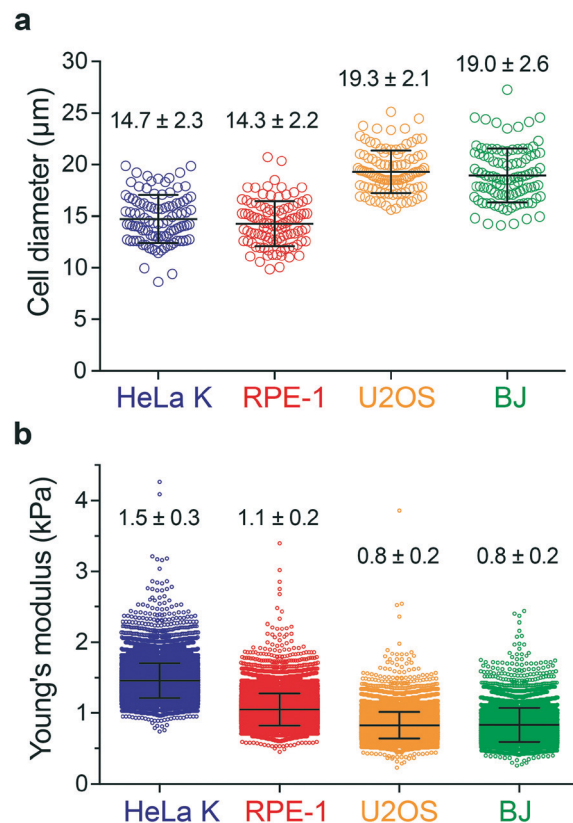 a
Cell diameter (µm)
30
25
20
15
10
5
0
14.7 ± 2.3
14.3 ± 2.2
19.3 ± 2.1
19.0 ± 2.6
HeLa K
RPE-1
U2OS
BJ
b
Young's modulus (kPa)
4
3
2
1
0
1.5 ± 0.3
1.1 ± 0.2
0.8 ± 0.2
0.8 ± 0.2
HeLa K
RPE-1
U2OS
BJ